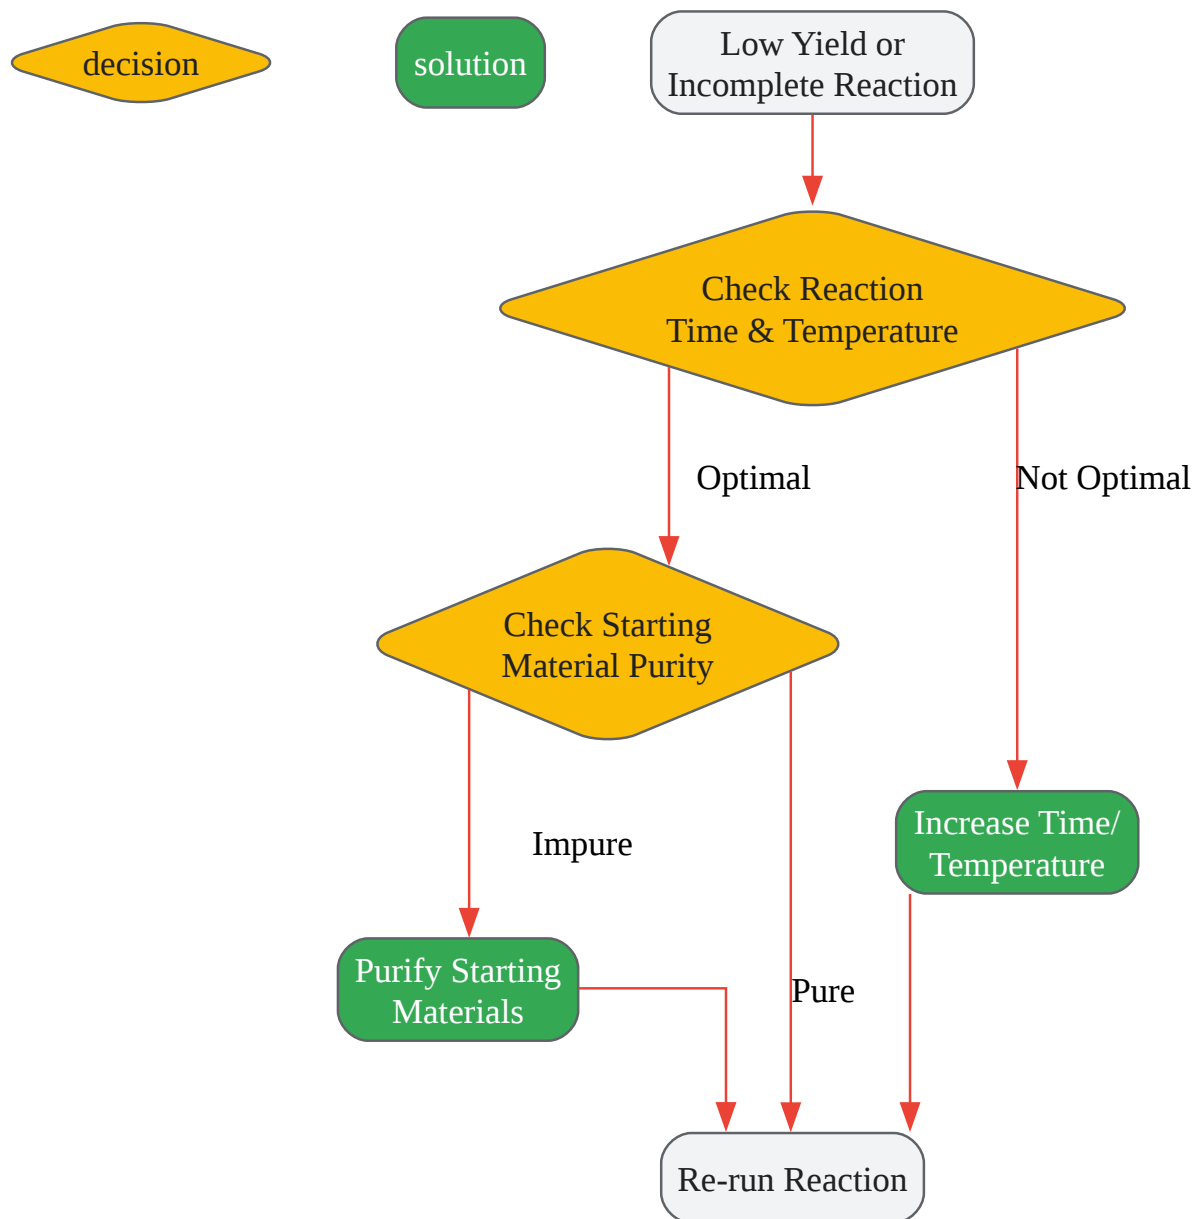 decision
solution
Low Yield or
Incomplete Reaction
Check Reaction
Time & Temperature
Optimal
Not Optimal
Check Starting
Material Purity
Increase Time/
Temperature
Impure
Purify Starting
Materials
Pure
Re-run Reaction